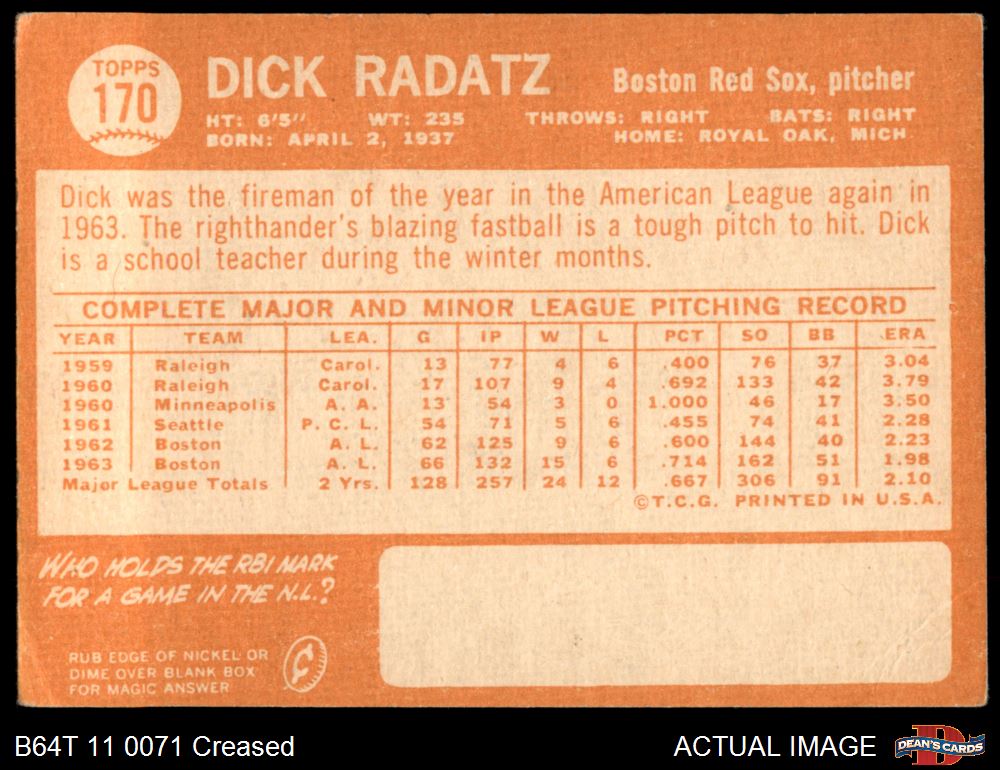 TOPPS
170
DICK RADATZ
Boston Red Sox, pitcher
HT: 6'5'' WT: 235 THROWS: RIGHT BATS: RIGHT
BORN: APRIL 2, 1937 HOME: ROYAL OAK, MICH.
Dick was the fireman of the year in the American League again in
1963. The righthander's blazing fastball is a tough pitch to hit. Dick
is a school teacher during the winter months.
COMPLETE MAJOR AND MINOR LEAGUE PITCHING RECORD
YEAR TEAM LEA. G IP W L PCT SO BB ERA
1959 Raleigh Carol. 13 77 4 6 .400 76 37 3.04
1960 Raleigh Carol. 17 107 9 4 .692 133 42 3.79
1960 Minneapolis A. A. 13 54 3 0 1.000 46 17 3.50
1961 Seattle P. C. L. 54 71 5 6 .455 74 41 2.28
1962 Boston A. L. 62 125 9 6 .600 144 40 2.23
1963 Boston A. L. 66 132 15 6 .714 162 51 1.98
Major League Totals 2 Yrs. 128 257 24 12 .667 306 91 2.10
©T.C.G. PRINTED IN U.S.A.
WHO HOLDS THE RBI MARK
FOR A GAME IN THE N.L.?
RUB EDGE OF NICKEL OR
DIME OVER BLANK BOX
FOR MAGIC ANSWER
B64T 11 0071 Creased
ACTUAL IMAGE
DEAN'S CARDS